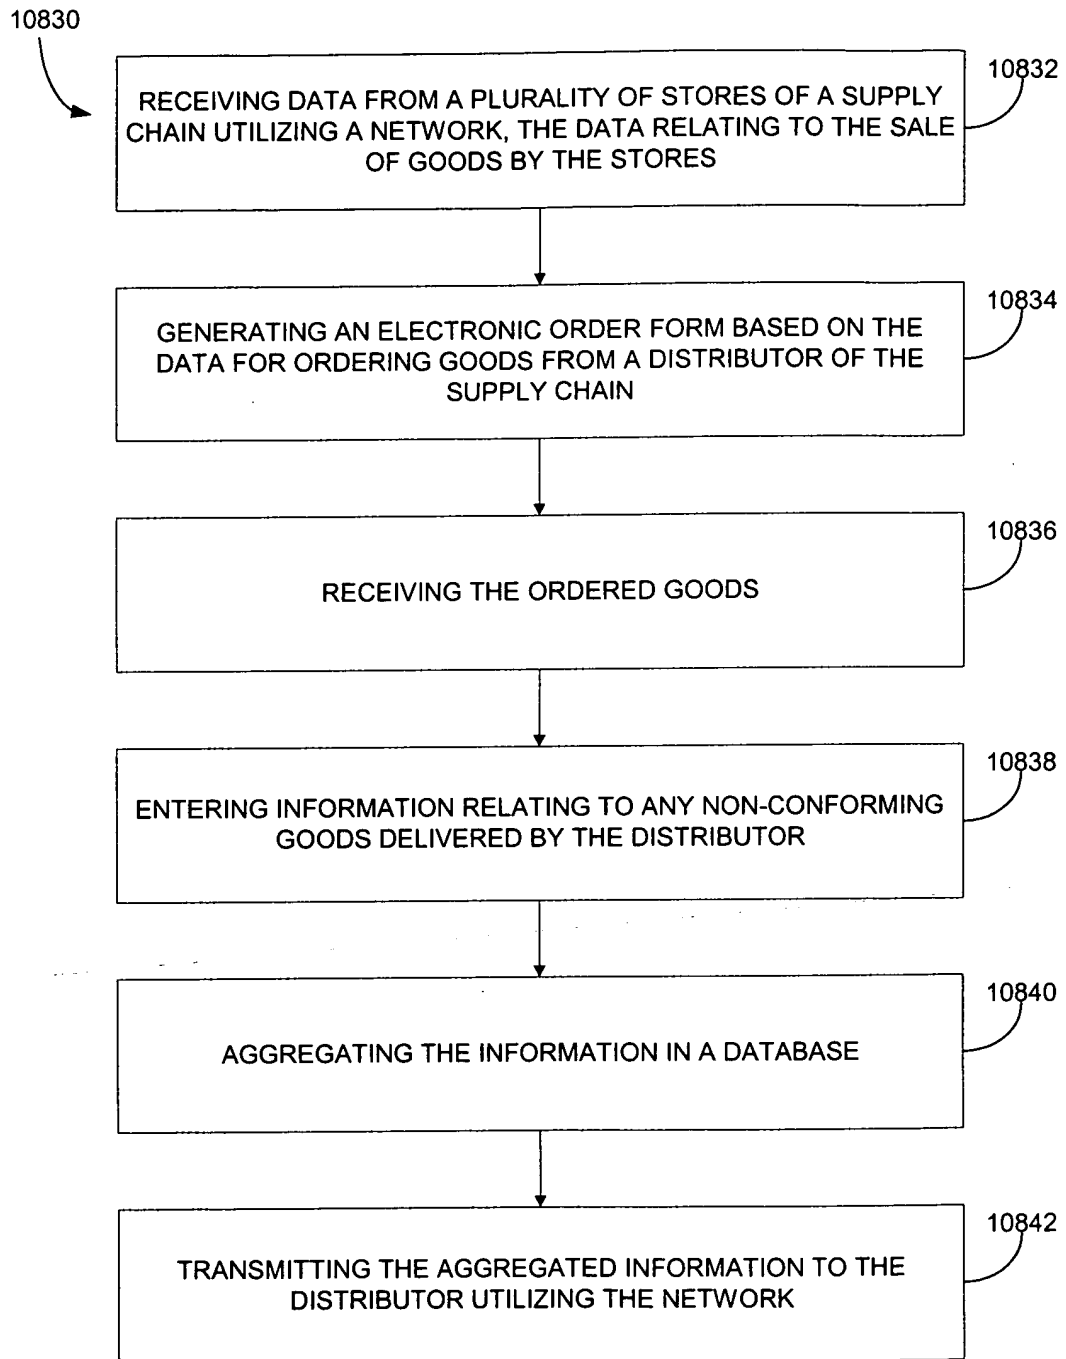 10830
10832
RECEIVING DATA FROM A PLURALITY OF STORES OF A SUPPLY
CHAIN UTILIZING A NETWORK, THE DATA RELATING TO THE SALE
OF GOODS BY THE STORES
10834
GENERATING AN ELECTRONIC ORDER FORM BASED ON THE
DATA FOR ORDERING GOODS FROM A DISTRIBUTOR OF THE
SUPPLY CHAIN
10836
RECEIVING THE ORDERED GOODS
10838
ENTERING INFORMATION RELATING TO ANY NON-CONFORMING
GOODS DELIVERED BY THE DISTRIBUTOR
10840
AGGREGATING THE INFORMATION IN A DATABASE
10842
TRANSMITTING THE AGGREGATED INFORMATION TO THE
DISTRIBUTOR UTILIZING THE NETWORK